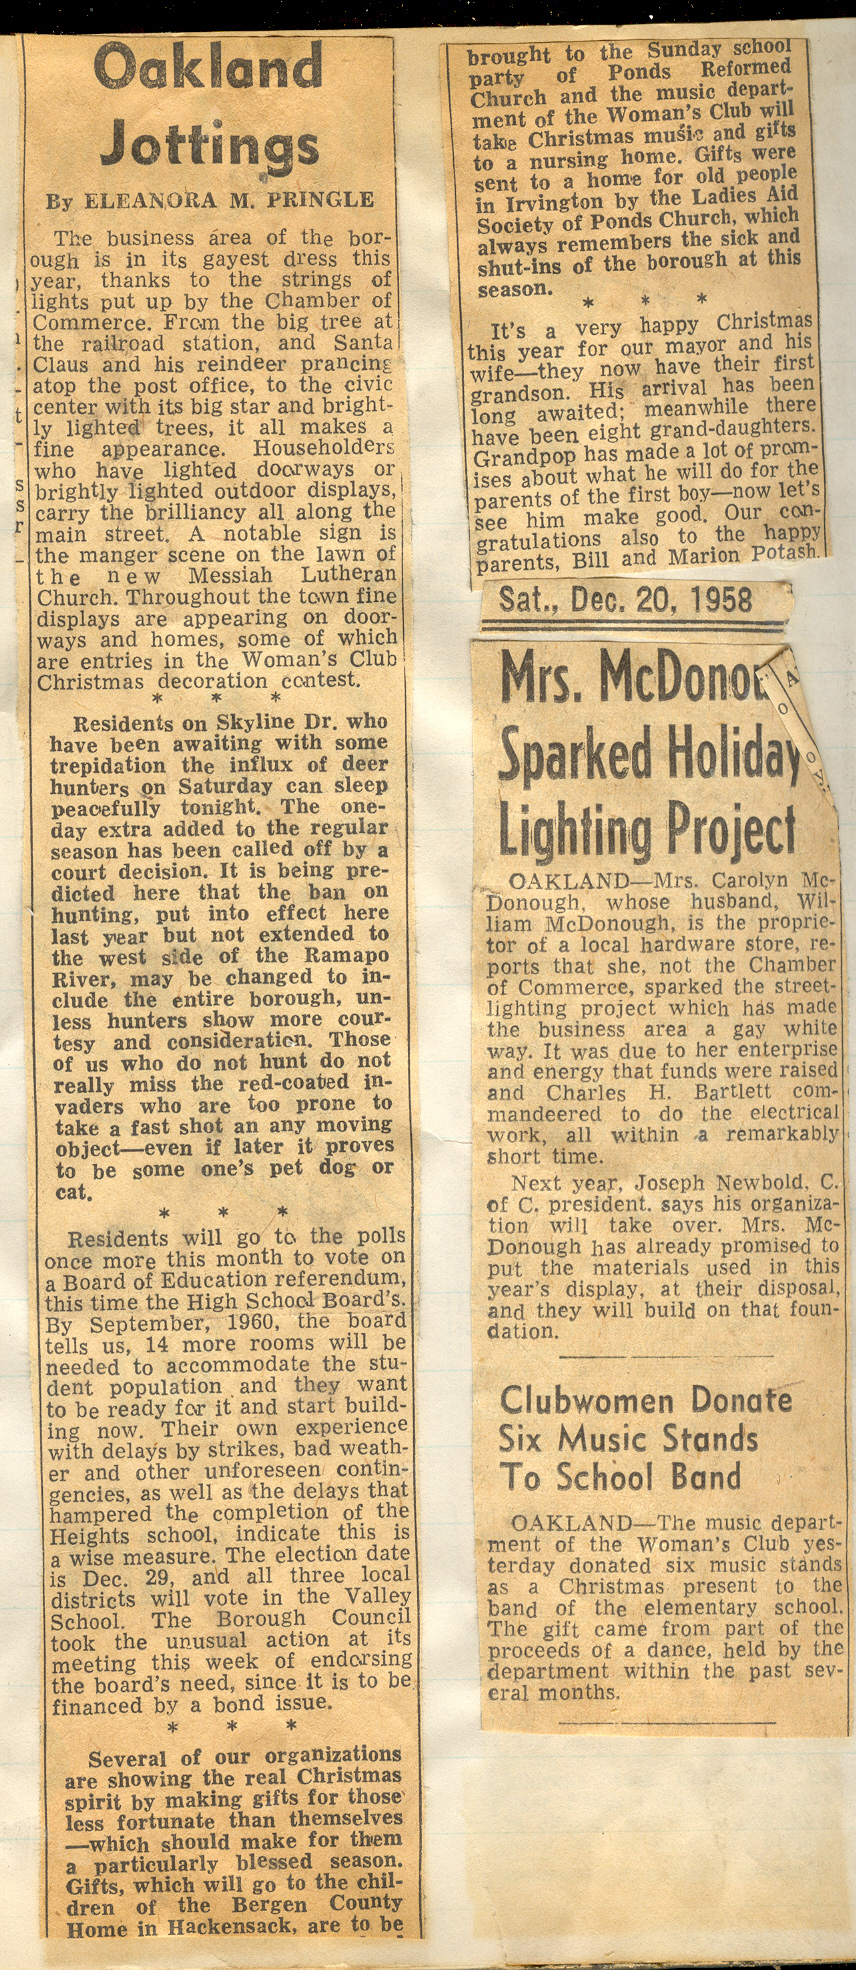 Oakland
Jottings
By ELEANORA M. PRINGLE
The business area of the bor-
ough is in its gayest dress this
year, thanks to the strings of
lights put up by the Chamber of
Commerce. From the big tree at
the railroad station, and Santa
Claus and his reindeer prancing
atop the post office, to the civic
center with its big star and bright-
ly lighted trees, it all makes a
fine appearance. Householders
who have lighted doorways or
brightly lighted outdoor displays,
carry the brilliancy all along the
main street. A notable sign is
the manger scene on the lawn of
the new Messiah Lutheran
Church. Throughout the town fine
displays are appearing on door-
ways and homes, some of which
are entries in the Woman's Club
Christmas decoration contest.
* * *
Residents on Skyline Dr. who
have been awaiting with some
trepidation the influx of deer
hunters on Saturday can sleep
peacefully tonight. The one-
day extra added to the regular
season has been called off by a
court decision. It is being pre-
dicted here that the ban on
hunting, put into effect here
last year but not extended to
the west side of the Ramapo
River, may be changed to in-
clude the entire borough, un-
less hunters show more cour-
tesy and consideration. Those
of us who do not hunt do not
really miss the red-coated in-
vaders who are too prone to
take a fast shot an any moving
object—even if later it proves
to be some one's pet dog or
cat.
* * *
Residents will go to the polls
once more this month to vote on
a Board of Education referendum,
this time the High School Board's.
By September, 1960, the board
tells us, 14 more rooms will be
needed to accommodate the stu-
dent population and they want
to be ready for it and start build-
ing now. Their own experience
with delays by strikes, bad weath-
er and other unforeseen contin-
gencies, as well as the delays that
hampered the completion of the
Heights school, indicate this is
a wise measure. The election date
is Dec. 29, and all three local
districts will vote in the Valley
School. The Borough Council
took the unusual action at its
meeting this week of endorsing
the board's need, since it is to be
financed by a bond issue.
* * *
Several of our organizations
are showing the real Christmas
spirit by making gifts for those
less fortunate than themselves
—which should make for them
a particularly blessed season.
Gifts, which will go to the chil-
dren of the Bergen County
Home in Hackensack, are to be
brought to the Sunday school
party of Ponds Reformed
Church and the music depart-
ment of the Woman's Club will
take Christmas music and gifts
to a nursing home. Gifts were
sent to a home for old people
in Irvington by the Ladies Aid
Society of Ponds Church, which
always remembers the sick and
shut-ins of the borough at this
season.
* * *
It's a very happy Christmas
this year for our mayor and his
wife—they now have their first
grandson. His arrival has been
long awaited; meanwhile there
have been eight grand-daughters.
Grandpop has made a lot of prom-
ises about what he will do for the
parents of the first boy—now let's
see him make good. Our con-
gratulations also to the happy
parents, Bill and Marion Potash.
Sat., Dec. 20, 1958
Mrs. McDonou
Sparked Holiday
Lighting Project
OAKLAND—Mrs. Carolyn Mc-
Donough, whose husband, Wil-
liam McDonough, is the proprie-
tor of a local hardware store, re-
ports that she, not the Chamber
of Commerce, sparked the street-
lighting project which has made
the business area a gay white
way. It was due to her enterprise
and energy that funds were raised
and Charles H. Bartlett com-
mandeered to do the electrical
work, all within a remarkably
short time.
Next year, Joseph Newbold, C.
of C. president, says his organiza-
tion will take over. Mrs. Mc-
Donough has already promised to
put the materials used in this
year's display, at their disposal,
and they will build on that foun-
dation.
Clubwomen Donate
Six Music Stands
To School Band
OAKLAND—The music depart-
ment of the Woman's Club yes-
terday donated six music stands
as a Christmas present to the
band of the elementary school.
The gift came from part of the
proceeds of a dance, held by the
department within the past sev-
eral months.